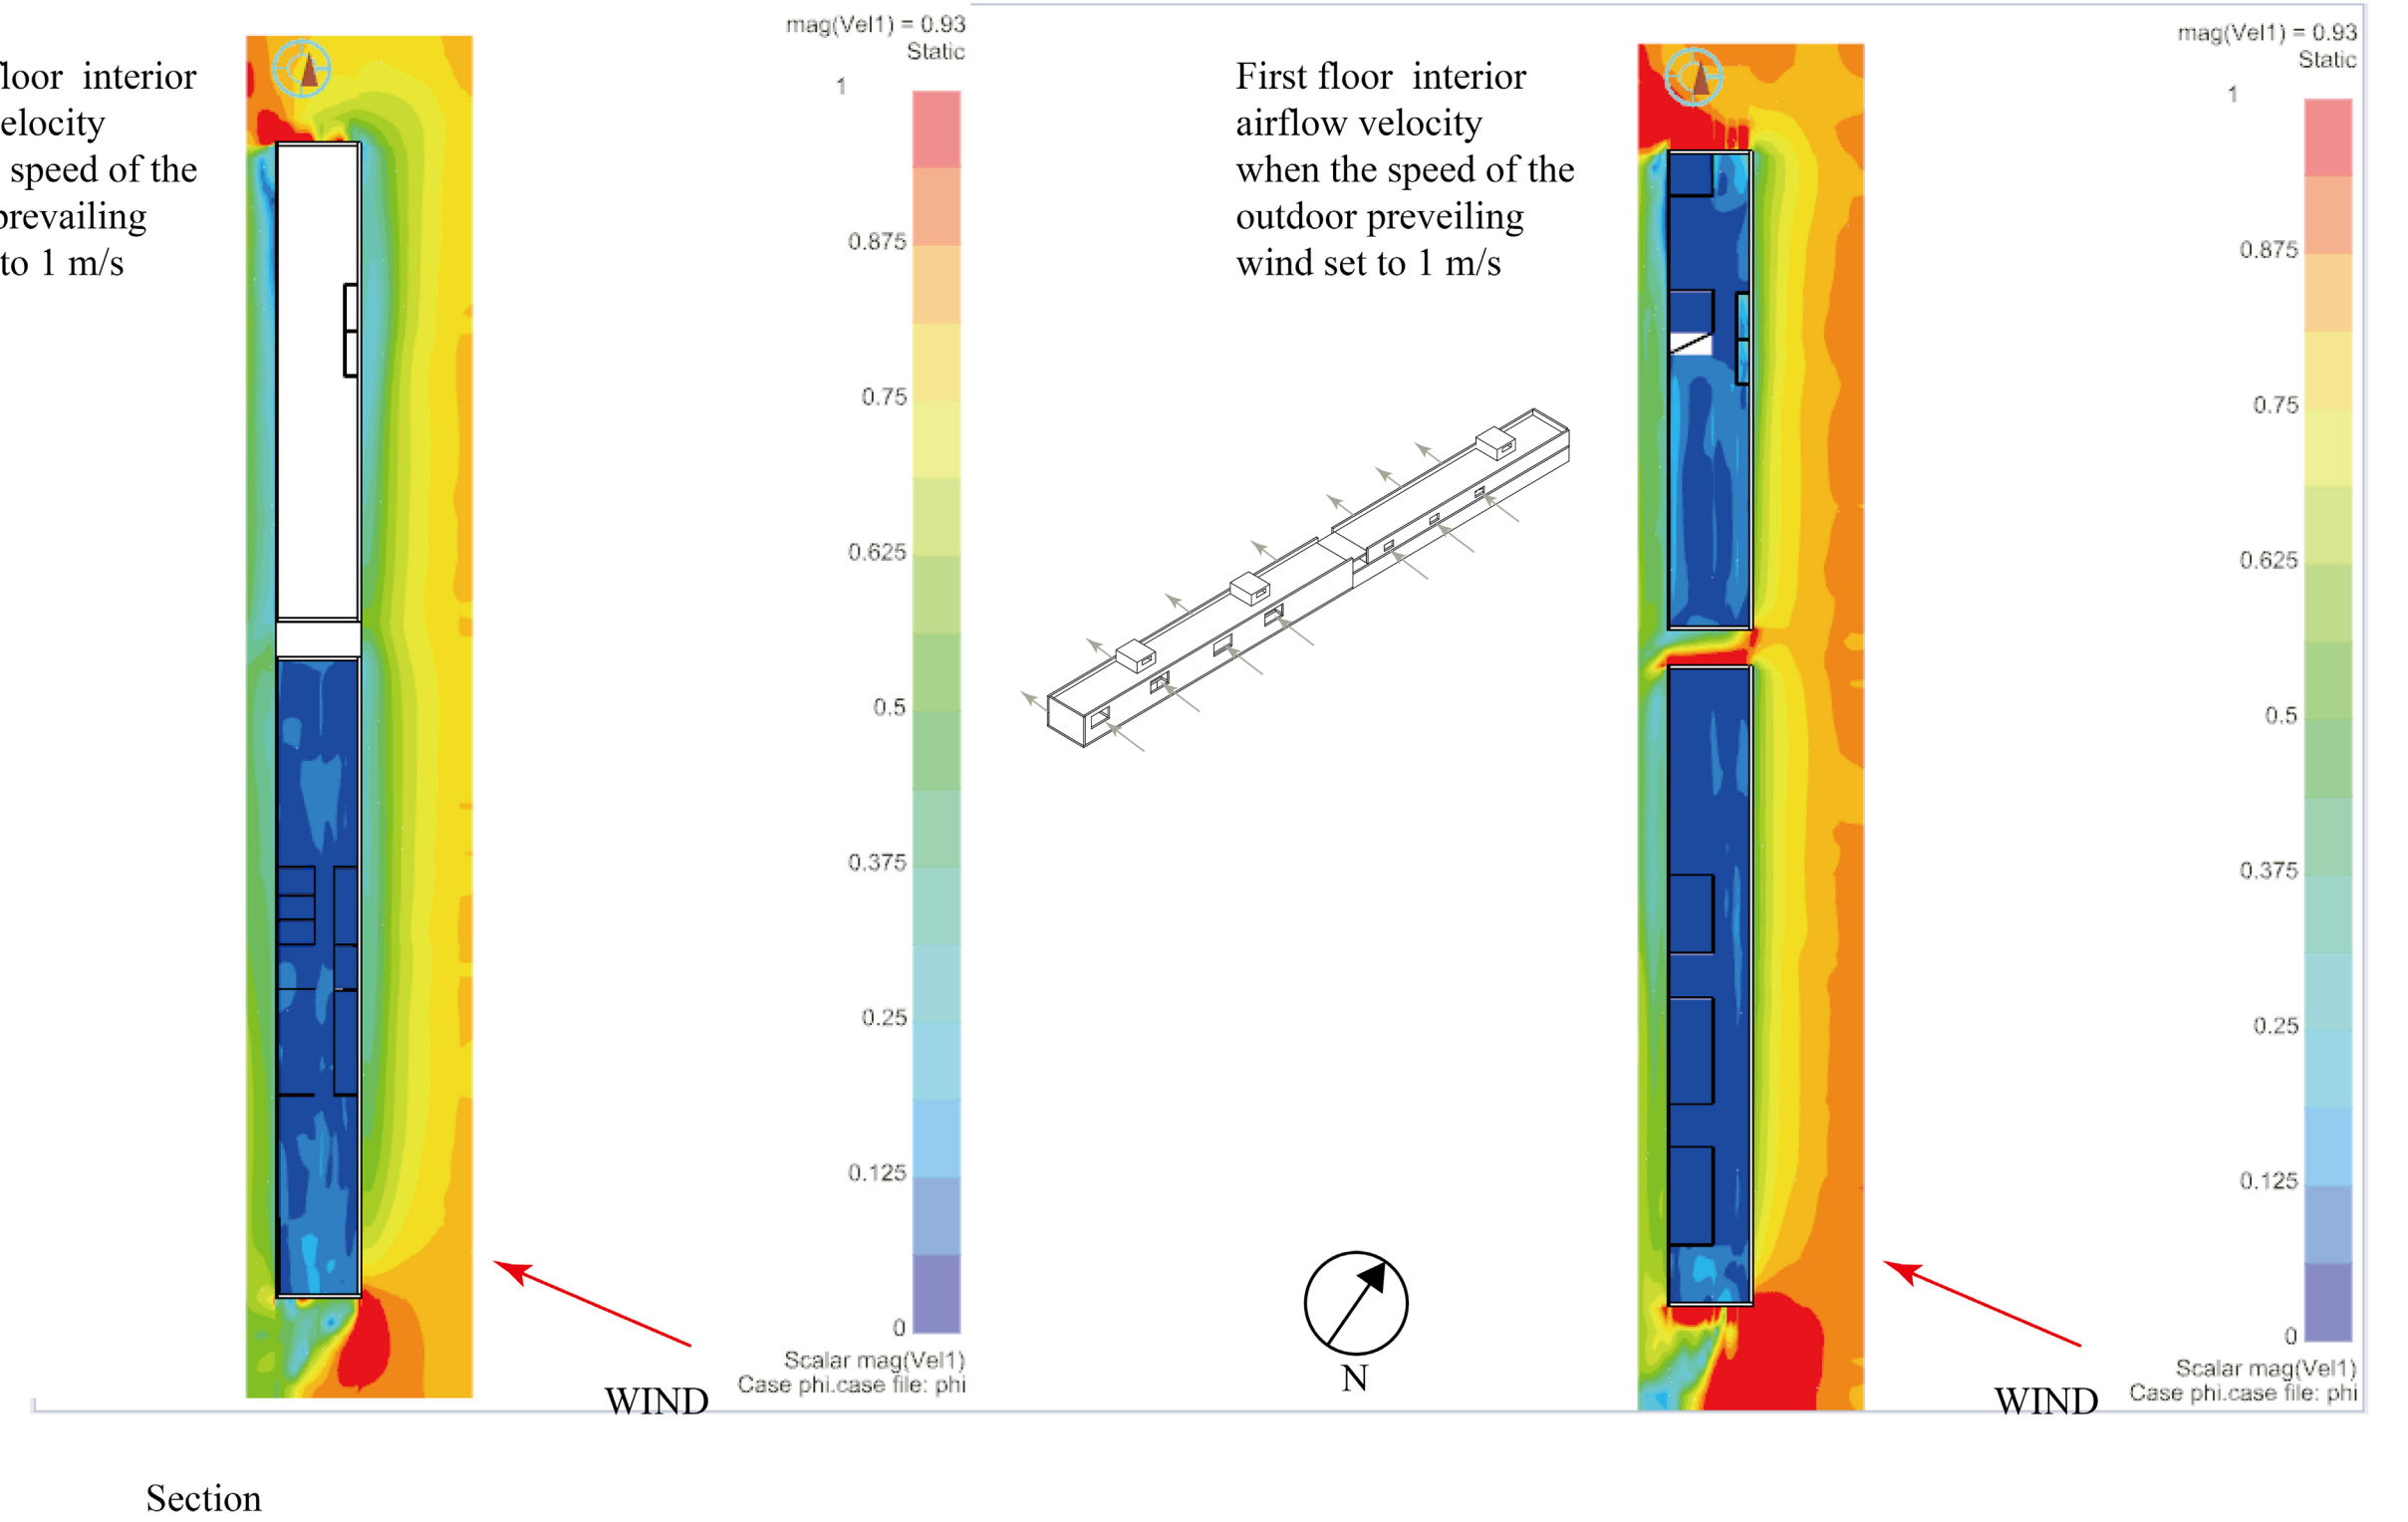 loor interior
elocity
speed of the
prevailing
to 1 m/s
mag(Vel1) = 0.93
Static
1
0.875
0.75
0.625
0.5
0.375
0.25
0.125
0
Scalar mag(Vel1)
Case phi.case file: phi
WIND
Section
First floor interior
airflow velocity
when the speed of the
outdoor preveiling
wind set to 1 m/s
N
mag(Vel1) = 0.93
Static
1
0.875
0.75
0.625
0.5
0.375
0.25
0.125
0
Scalar mag(Vel1)
Case phi.case file: phi
WIND